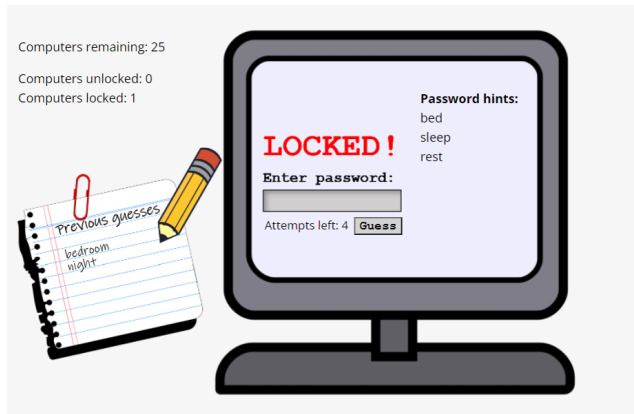 Computers remaining: 25
Computers unlocked: 0
Computers locked: 1
Previous guesses
bedroom
night
LOCKED!
Enter password:
Attempts left: 4 Guess
Password hints:
bed
sleep
rest